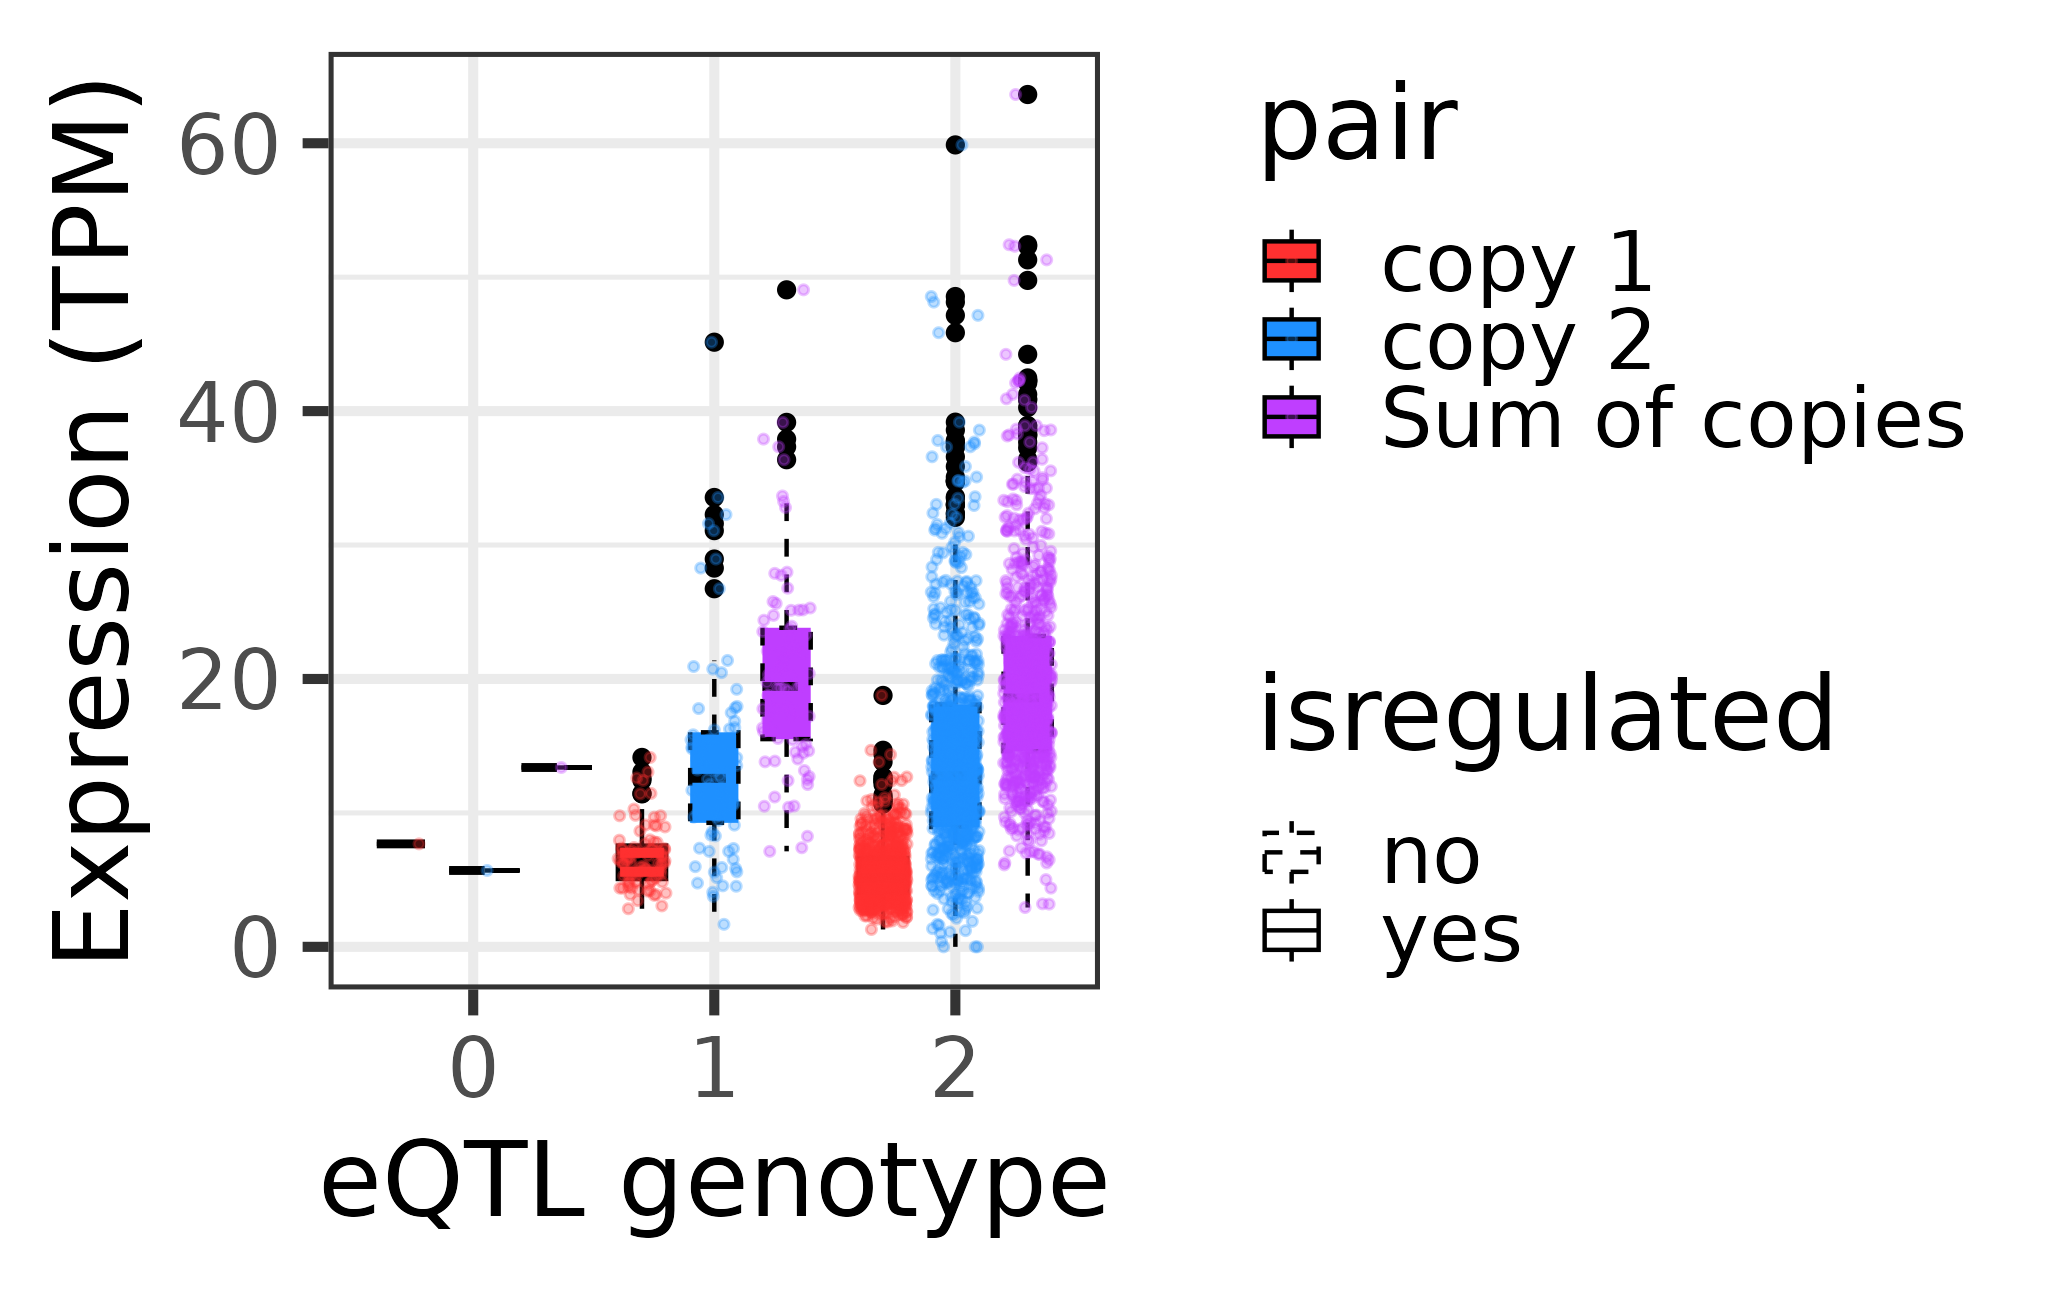 Expression (TPM)
60
40
20
0
0 1 2
eQTL genotype
pair
copy 1
copy 2
Sum of copies
isregulated
no
yes